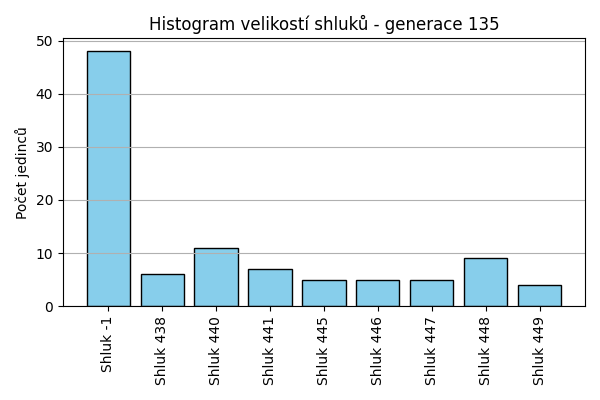 Histogram velikostí shluků - generace 135
Počet jedinců
50
40
30
20
10
0
Shluk -1
Shluk 438
Shluk 440
Shluk 441
Shluk 445
Shluk 446
Shluk 447
Shluk 448
Shluk 449